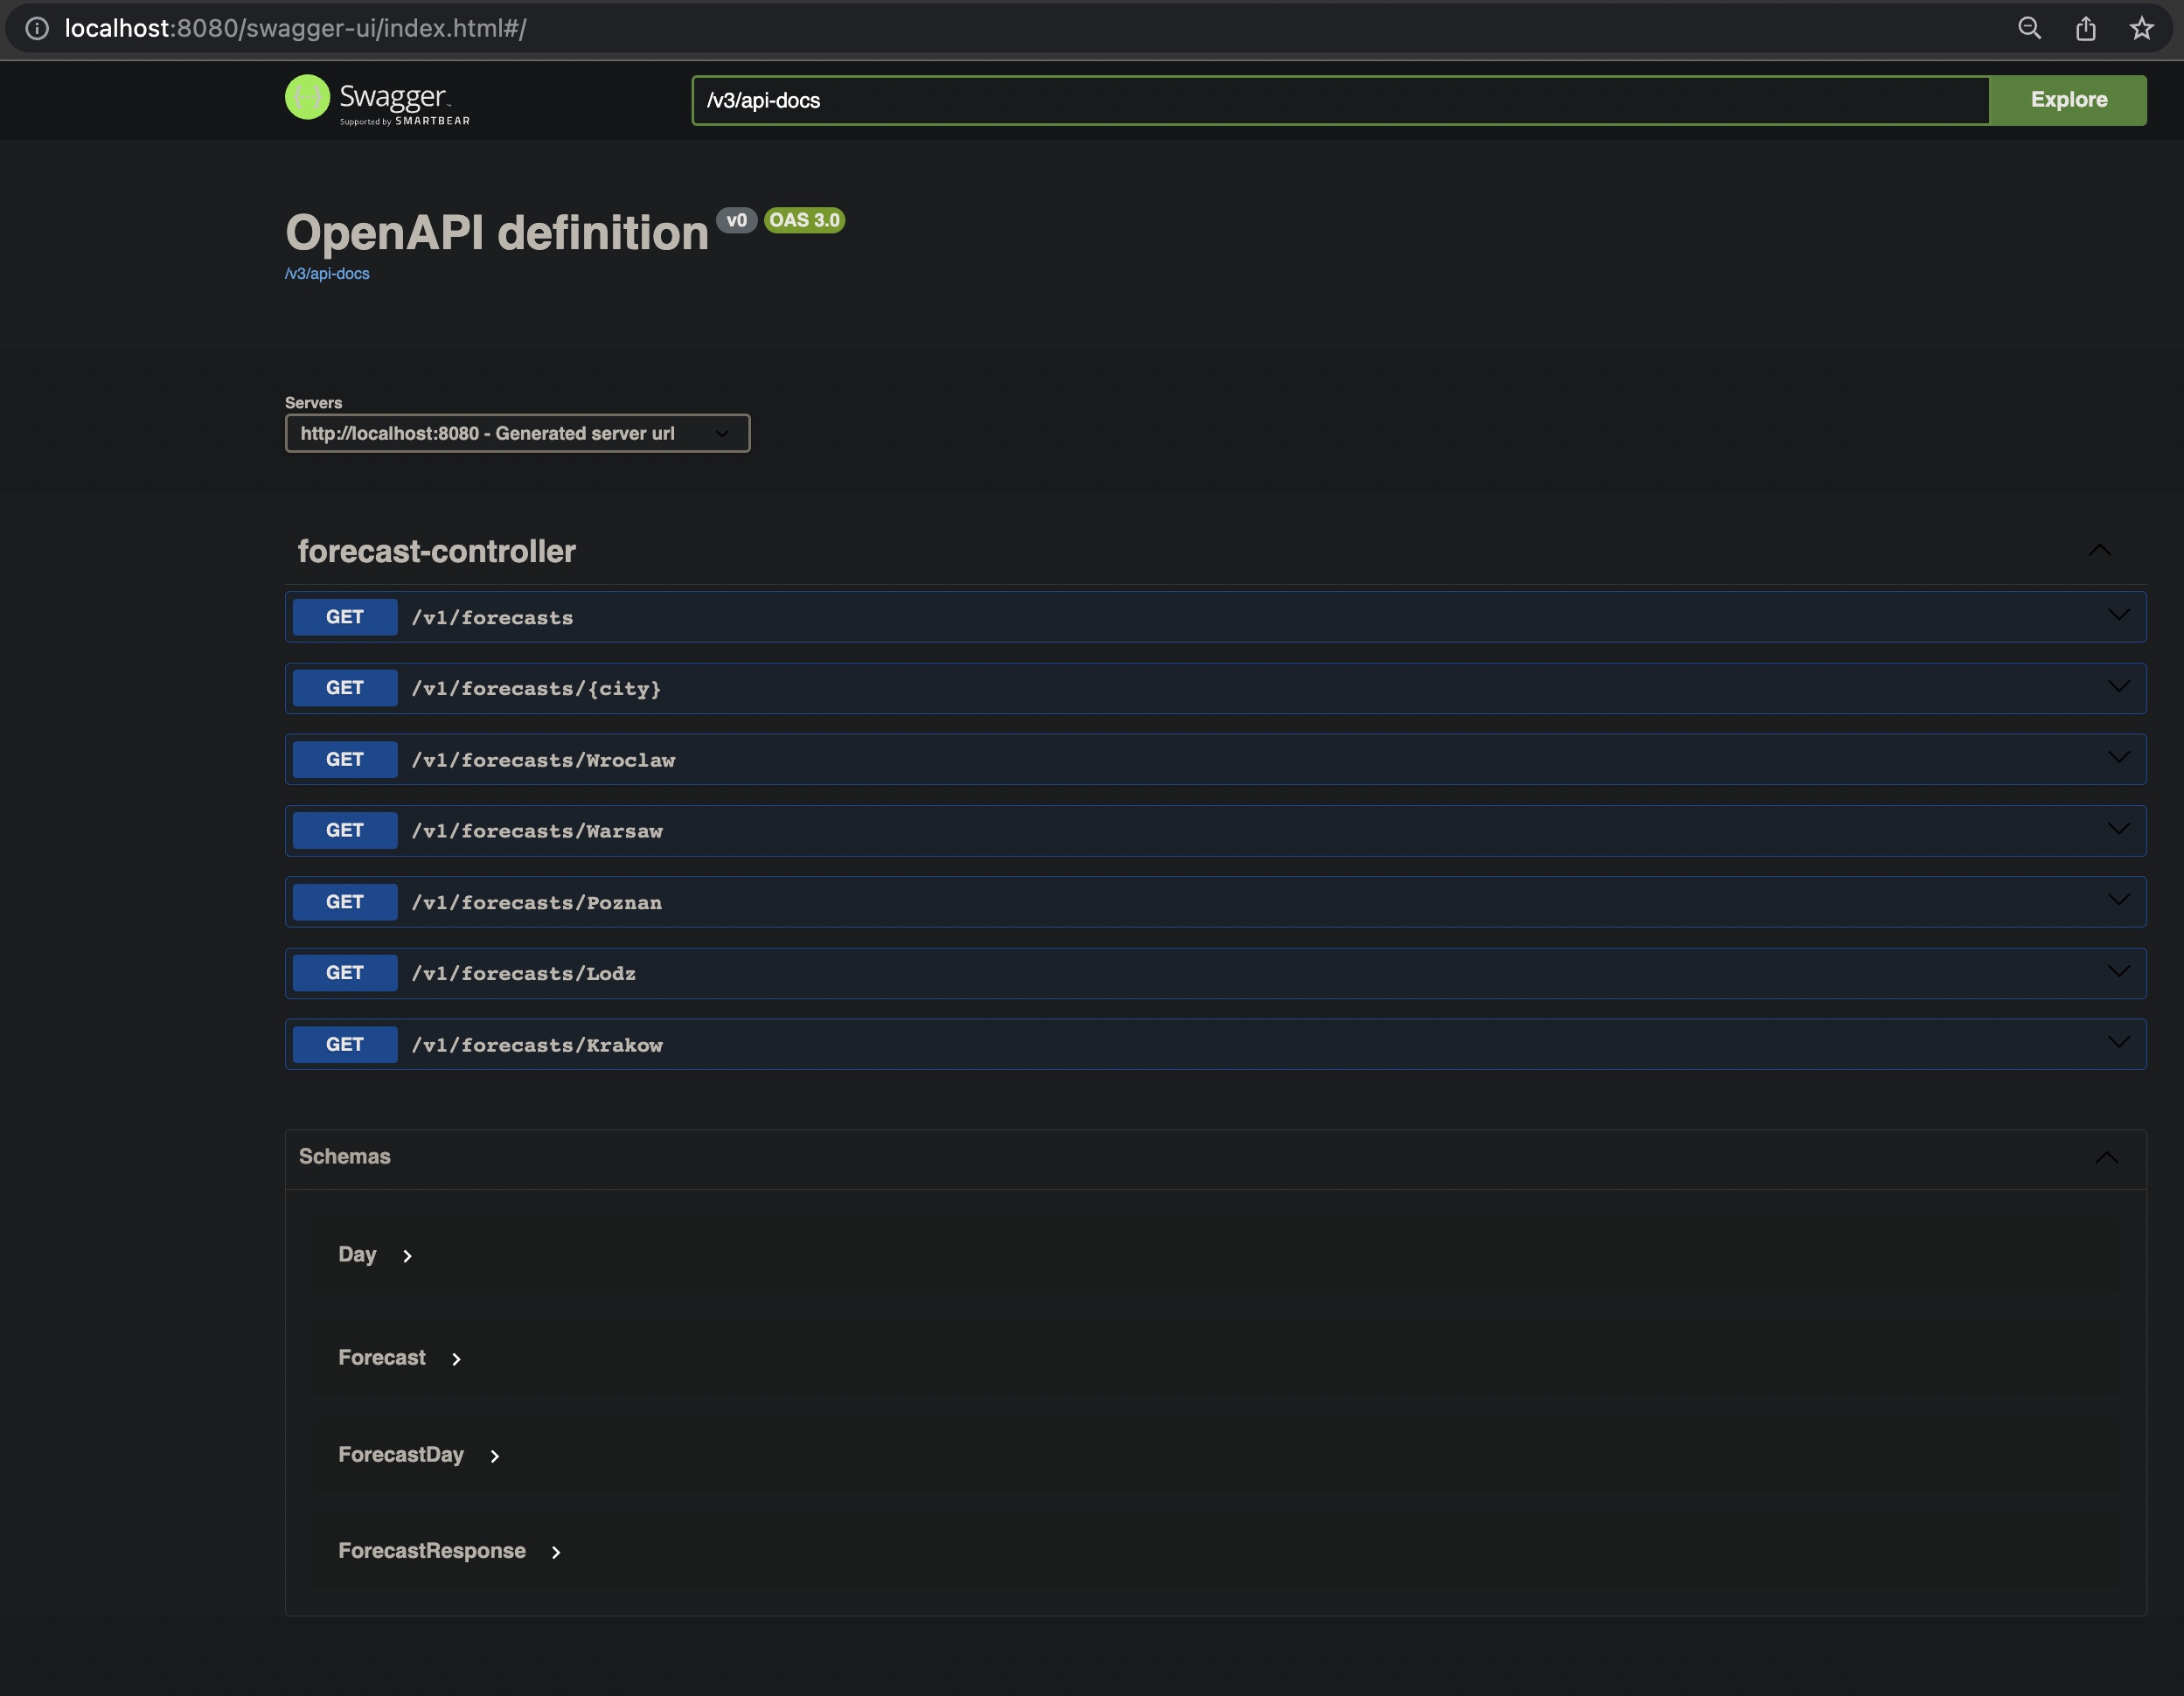 localhost:8080/swagger-ui/index.html#/
Swagger™
Supported by SMARTBEAR
/v3/api-docs
Explore
OpenAPI definition v0 OAS 3.0
/v3/api-docs
Servers
http://localhost:8080 - Generated server url
forecast-controller
GET /v1/forecasts
GET /v1/forecasts/{city}
GET /v1/forecasts/Wroclaw
GET /v1/forecasts/Warsaw
GET /v1/forecasts/Poznan
GET /v1/forecasts/Lodz
GET /v1/forecasts/Krakow
Schemas
Day
Forecast
ForecastDay
ForecastResponse